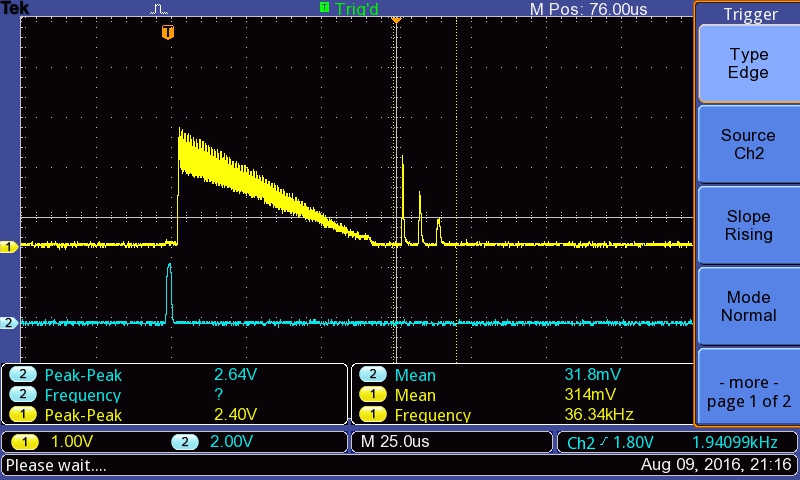 Tek
T Trig'd
M Pos: 76.00us
Trigger
T
Type
Edge
Source
Ch2
Slope
Rising
1
Mode
Normal
2
- more -
page 1 of 2
2 Peak-Peak 2.64V
2 Frequency ?
1 Peak-Peak 2.40V
2 Mean 31.8mV
1 Mean 314mV
1 Frequency 36.34kHz
1 1.00V 2 2.00V
M 25.0us
Ch2 / 1.80V 1.94099kHz
Please wait....
Aug 09, 2016, 21:16